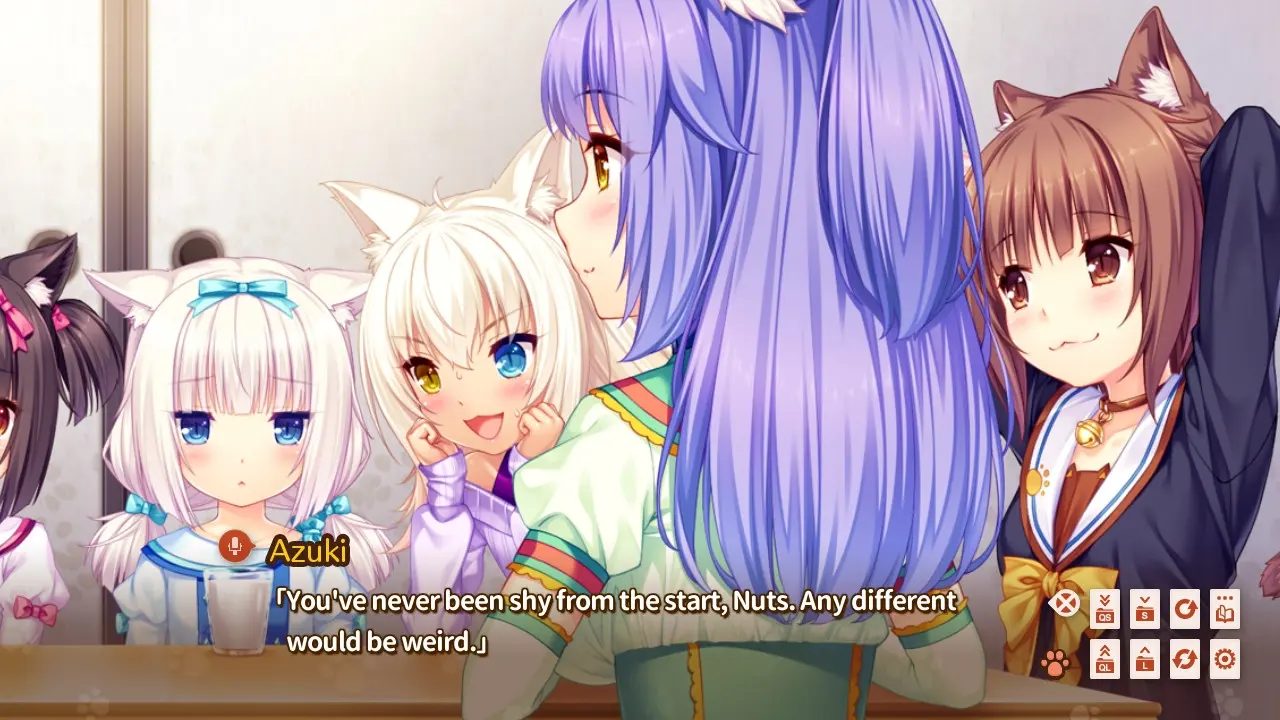 Azuki
「You've never been shy from the start, Nuts. Any different
would be weird.」
QS
S
QL
L